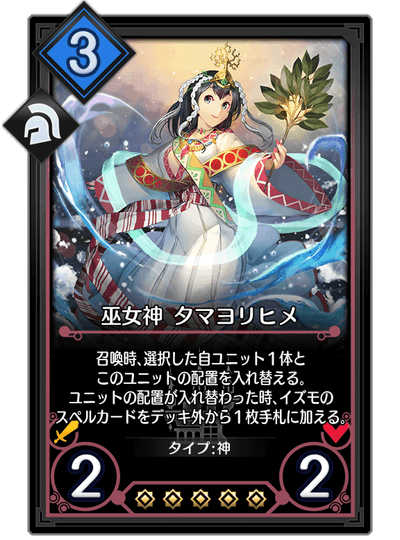 3
巫女神 タマヨリヒメ
召喚時、選択した自ユニット1体と
このユニットの配置を入れ替える。
ユニットの配置が入れ替わった時、イズモの
スペルカードをデッキ外から1枚手札に加える。
タイプ:神
2
2